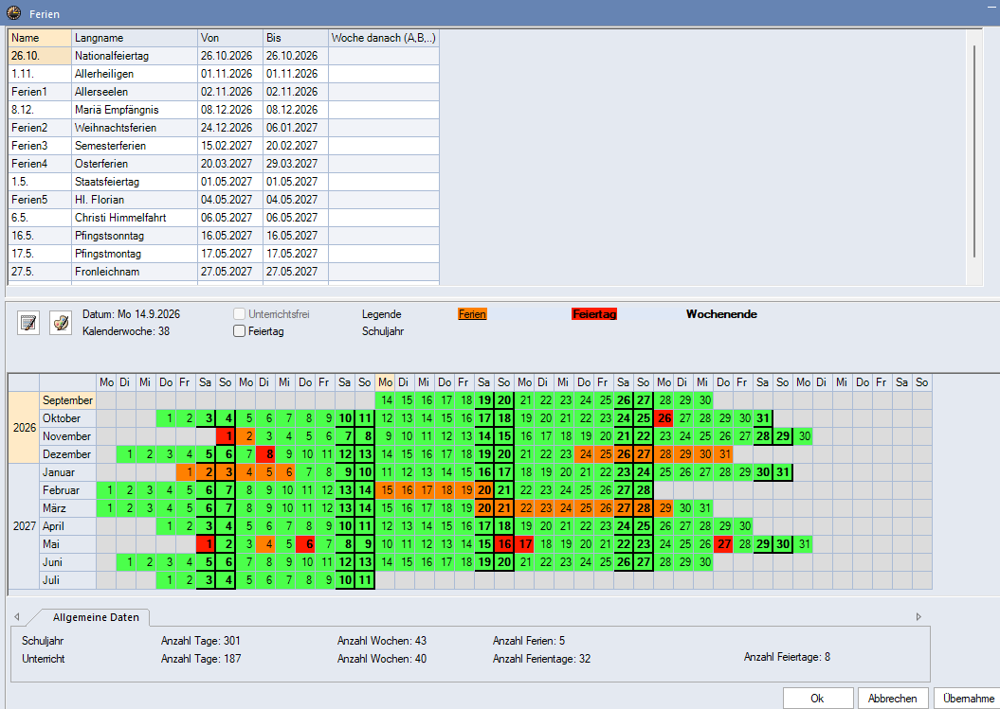 Ferien
Name Langname Von Bis Woche danach (A,B,..)
26.10. Nationalfeiertag 26.10.2026 26.10.2026
1.11. Allerheiligen 01.11.2026 01.11.2026
Ferien1 Allerseelen 02.11.2026 02.11.2026
8.12. Mariä Empfängnis 08.12.2026 08.12.2026
Ferien2 Weihnachtsferien 24.12.2026 06.01.2027
Ferien3 Semesterferien 15.02.2027 20.02.2027
Ferien4 Osterferien 20.03.2027 29.03.2027
1.5. Staatsfeiertag 01.05.2027 01.05.2027
Ferien5 Hl. Florian 04.05.2027 04.05.2027
6.5. Christi Himmelfahrt 06.05.2027 06.05.2027
16.5. Pfingstsonntag 16.05.2027 16.05.2027
17.5. Pfingstmontag 17.05.2027 17.05.2027
27.5. Fronleichnam 27.05.2027 27.05.2027
Datum: Mo 14.9.2026 Unterrichtsfrei Legende Ferien Feiertag Wochenende
Kalenderwoche: 38 Feiertag Schuljahr
Mo Di Mi Do Fr Sa So Mo Di Mi Do Fr Sa So Mo Di Mi Do Fr Sa So Mo Di Mi Do Fr Sa So Mo Di Mi Do Fr Sa So Mo Di Mi Do Fr Sa So
2026
September 14 15 16 17 18 19 20 21 22 23 24 25 26 27 28 29 30
Oktober 1 2 3 4 5 6 7 8 9 10 11 12 13 14 15 16 17 18 19 20 21 22 23 24 25 26 27 28 29 30 31
November 1 2 3 4 5 6 7 8 9 10 11 12 13 14 15 16 17 18 19 20 21 22 23 24 25 26 27 28 29 30
Dezember 1 2 3 4 5 6 7 8 9 10 11 12 13 14 15 16 17 18 19 20 21 22 23 24 25 26 27 28 29 30 31
2027
Januar 1 2 3 4 5 6 7 8 9 10 11 12 13 14 15 16 17 18 19 20 21 22 23 24 25 26 27 28 29 30 31
Februar 1 2 3 4 5 6 7 8 9 10 11 12 13 14 15 16 17 18 19 20 21 22 23 24 25 26 27 28
März 1 2 3 4 5 6 7 8 9 10 11 12 13 14 15 16 17 18 19 20 21 22 23 24 25 26 27 28 29 30 31
April 1 2 3 4 5 6 7 8 9 10 11 12 13 14 15 16 17 18 19 20 21 22 23 24 25 26 27 28 29 30
Mai 1 2 3 4 5 6 7 8 9 10 11 12 13 14 15 16 17 18 19 20 21 22 23 24 25 26 27 28 29 30 31
Juni 1 2 3 4 5 6 7 8 9 10 11 12 13 14 15 16 17 18 19 20 21 22 23 24 25 26 27 28 29 30
Juli 1 2 3 4 5 6 7 8 9 10 11
Allgemeine Daten
Schuljahr Anzahl Tage: 301 Anzahl Wochen: 43 Anzahl Ferien: 5
Unterricht Anzahl Tage: 187 Anzahl Wochen: 40 Anzahl Ferientage: 32 Anzahl Feiertage: 8
Ok Abbrechen Übernahme